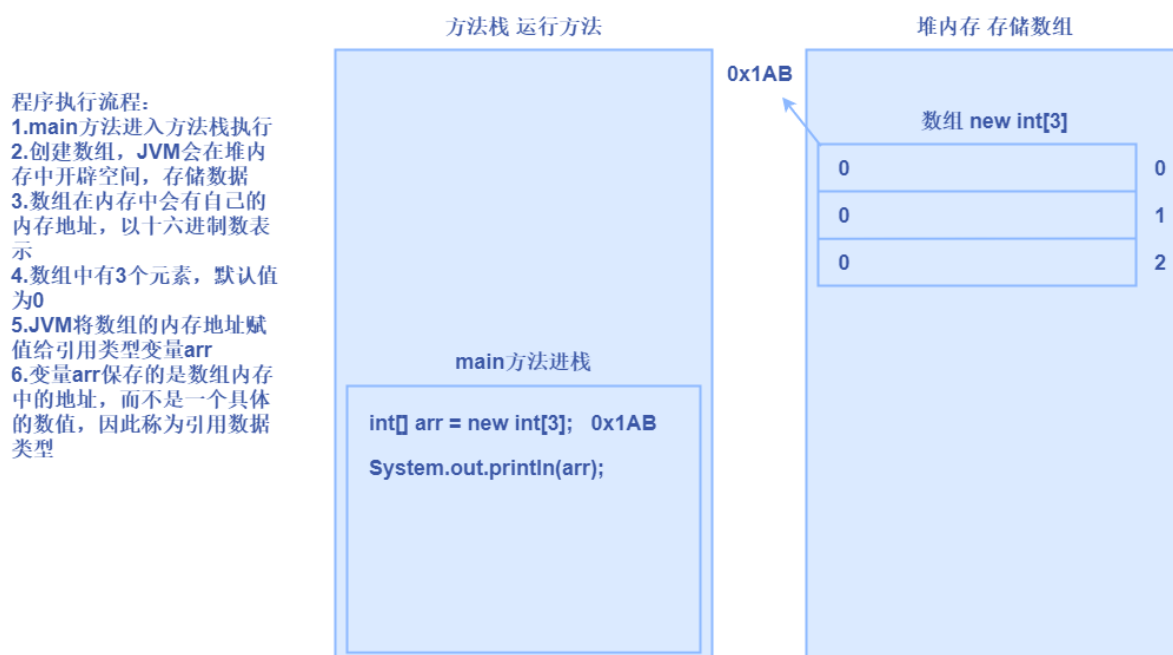 方法栈 运行方法
堆内存 存储数组
程序执行流程：
1.main方法进入方法栈执行
2.创建数组，JVM会在堆内
存中开辟空间，存储数据
3.数组在内存中会有自己的
内存地址，以十六进制数表
示
4.数组中有3个元素，默认值
为0
5.JVM将数组的内存地址赋
值给引用类型变量arr
6.变量arr保存的是数组内存
中的地址，而不是一个具体
的数值，因此称为引用数据
类型
main方法进栈
int[] arr = new int[3]; 0x1AB
System.out.println(arr);
0x1AB
数组 new int[3]
0 0
0 1
0 2